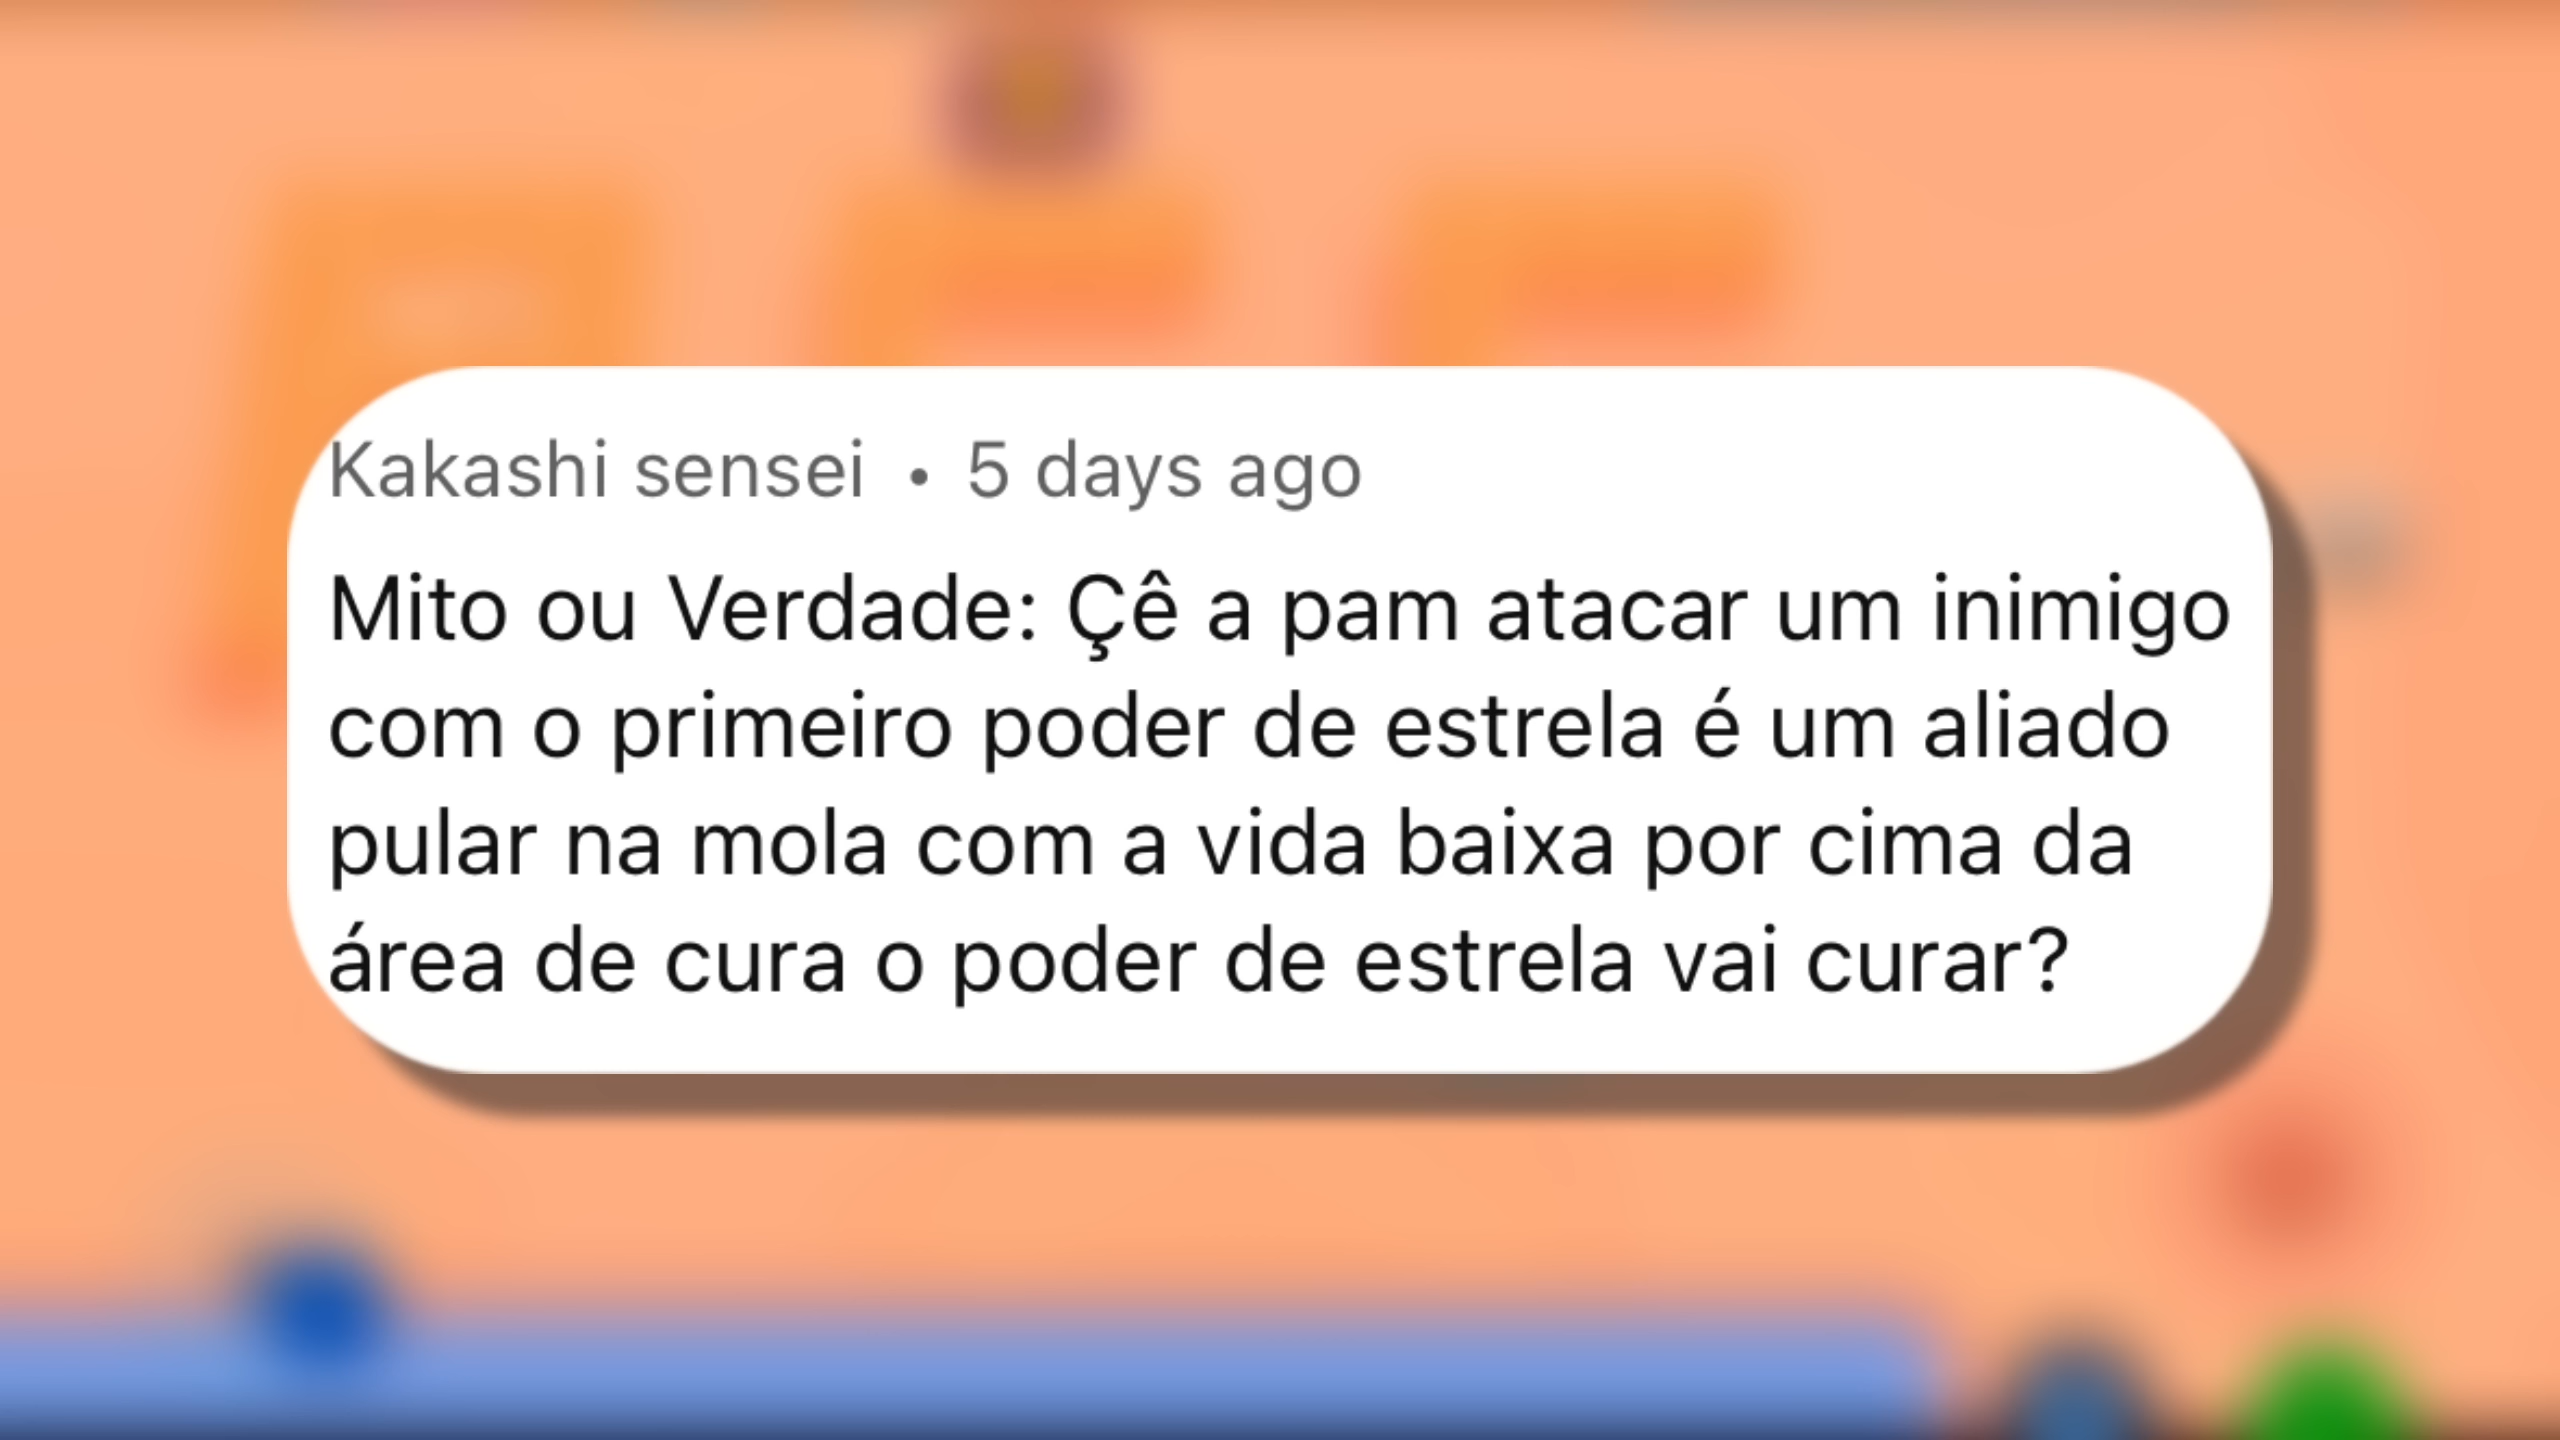 Kakashi sensei • 5 days ago
Mito ou Verdade: Çê a pam atacar um inimigo
com o primeiro poder de estrela é um aliado
pular na mola com a vida baixa por cima da
área de cura o poder de estrela vai curar?